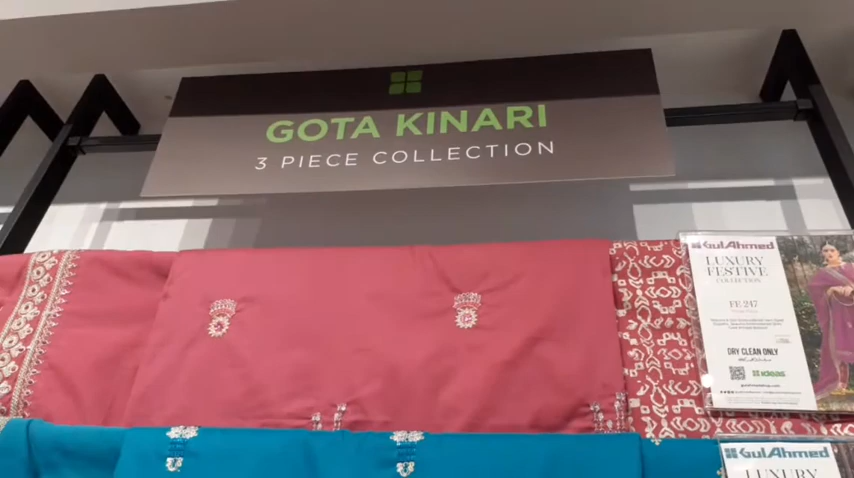 GOTA KINARI
3 PIECE COLLECTION
GulAhmed
LUXURY
FESTIVE
COLLECTION
FE 247
DRY CLEAN ONLY
ideas
GulAhmed
LUXURY